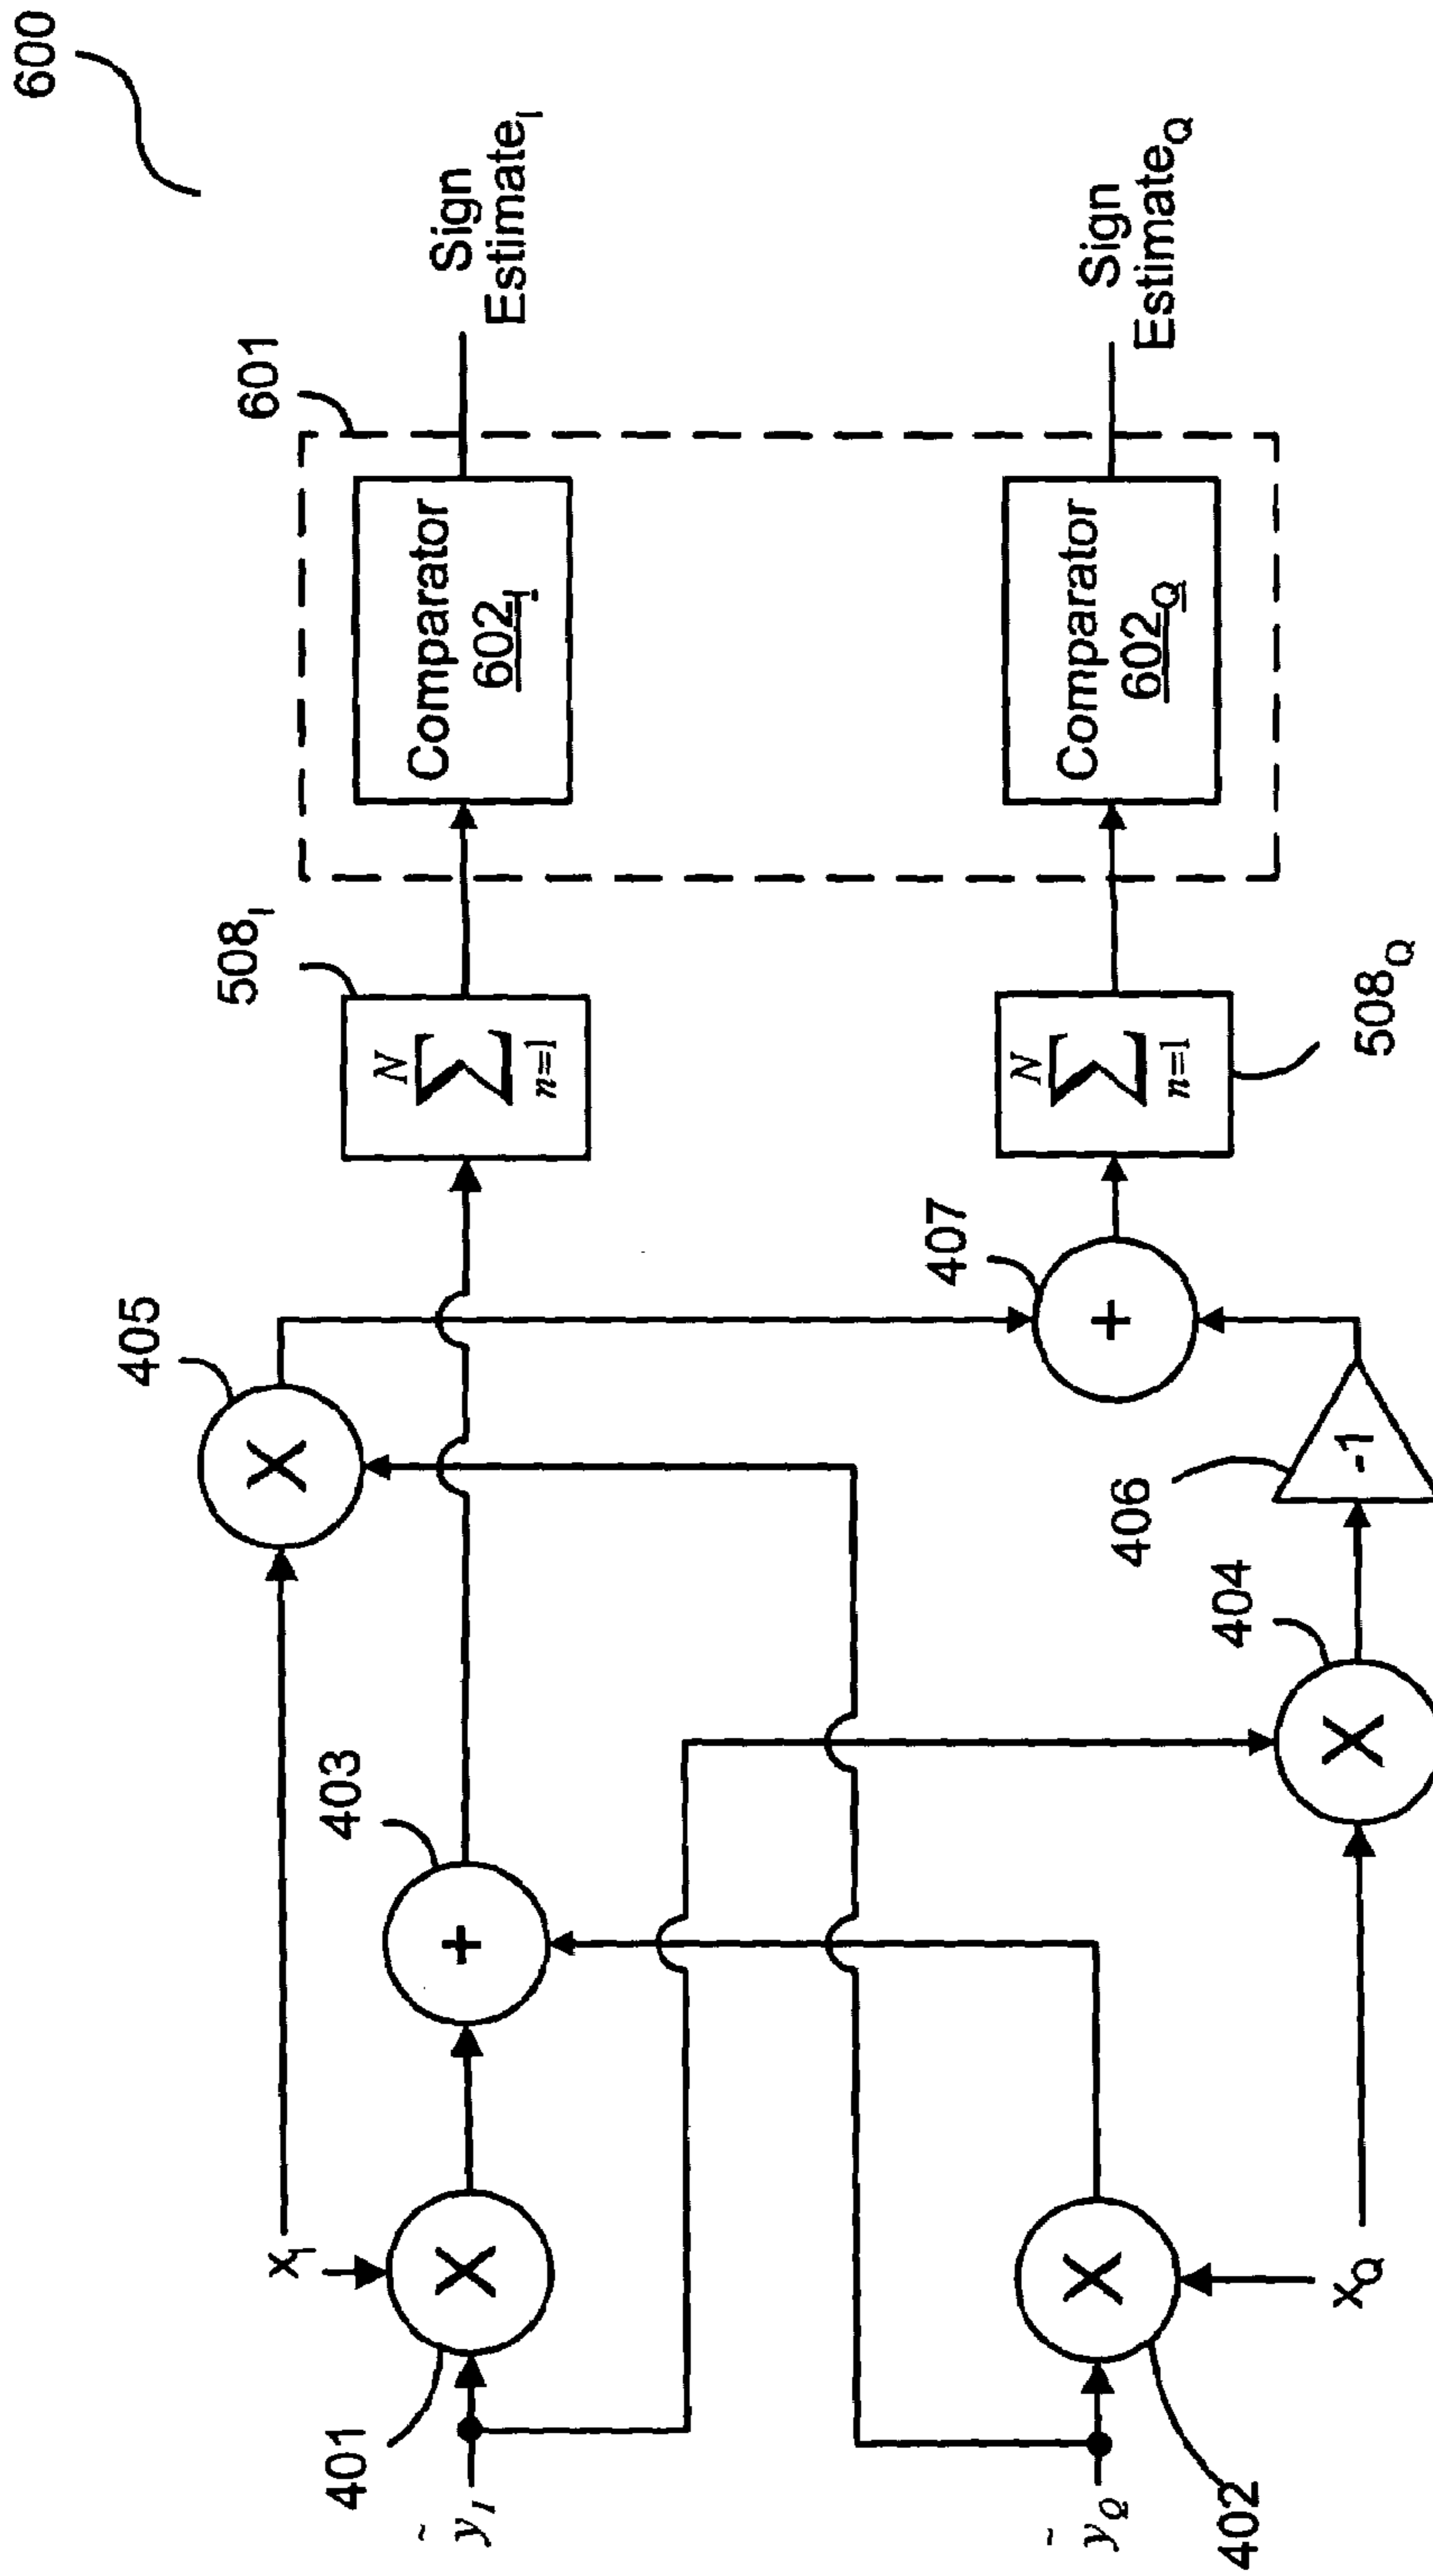 600
601
Sign
Estimate_I
Sign
Estimate_Q
Comparator
602_I
Comparator
602_Q
508_I
N
∑
n=1
N
∑
n=1
508_Q
405
X
407
+
403
+
406
-1
404
X
x_I
X
401
ỹ_I
X
402
ỹ_Q
x_Q